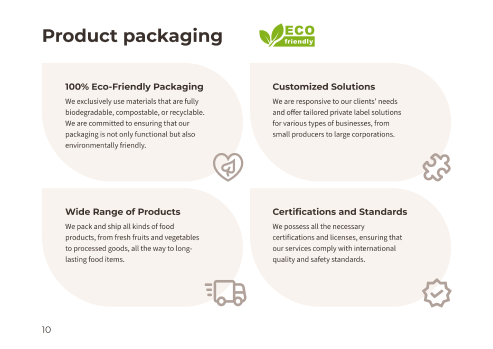 Product packaging
ECO
friendly
100% Eco-Friendly Packaging
We exclusively use materials that are fully
biodegradable, compostable, or recyclable.
We are committed to ensuring that our
packaging is not only functional but also
environmentally friendly.
Customized Solutions
We are responsive to our clients' needs
and offer tailored private label solutions
for various types of businesses, from
small producers to large corporations.
Wide Range of Products
We pack and ship all kinds of food
products, from fresh fruits and vegetables
to processed goods, all the way to long-
lasting food items.
Certifications and Standards
We possess all the necessary
certifications and licenses, ensuring that
our services comply with international
quality and safety standards.
10